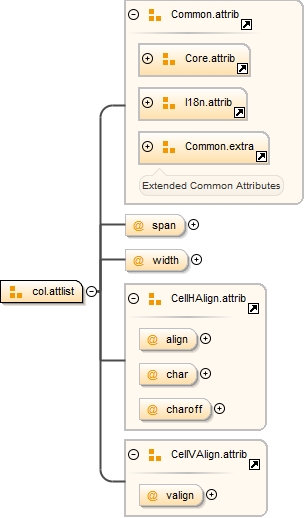 Common.attrib
Core.attrib
I18n.attrib
Common.extra
Extended Common Attributes
@ span
@ width
col.attlist
CellHAlign.attrib
@ align
@ char
@ charoff
CellVAlign.attrib
@ valign